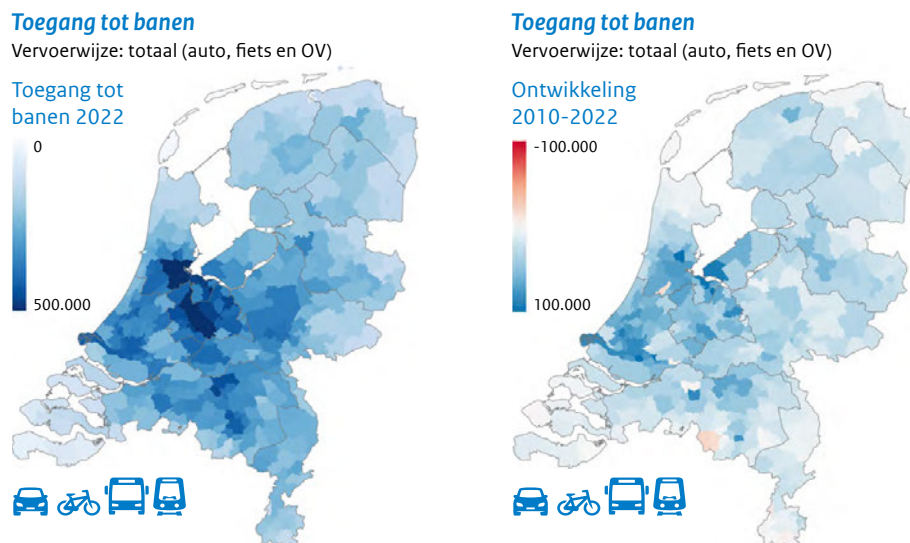 Toegang tot banen
Vervoerwijze: totaal (auto, fiets en OV)
Toegang tot
banen 2022
0
500.000
Toegang tot banen
Vervoerwijze: totaal (auto, fiets en OV)
Ontwikkeling
2010-2022
-100.000
100.000